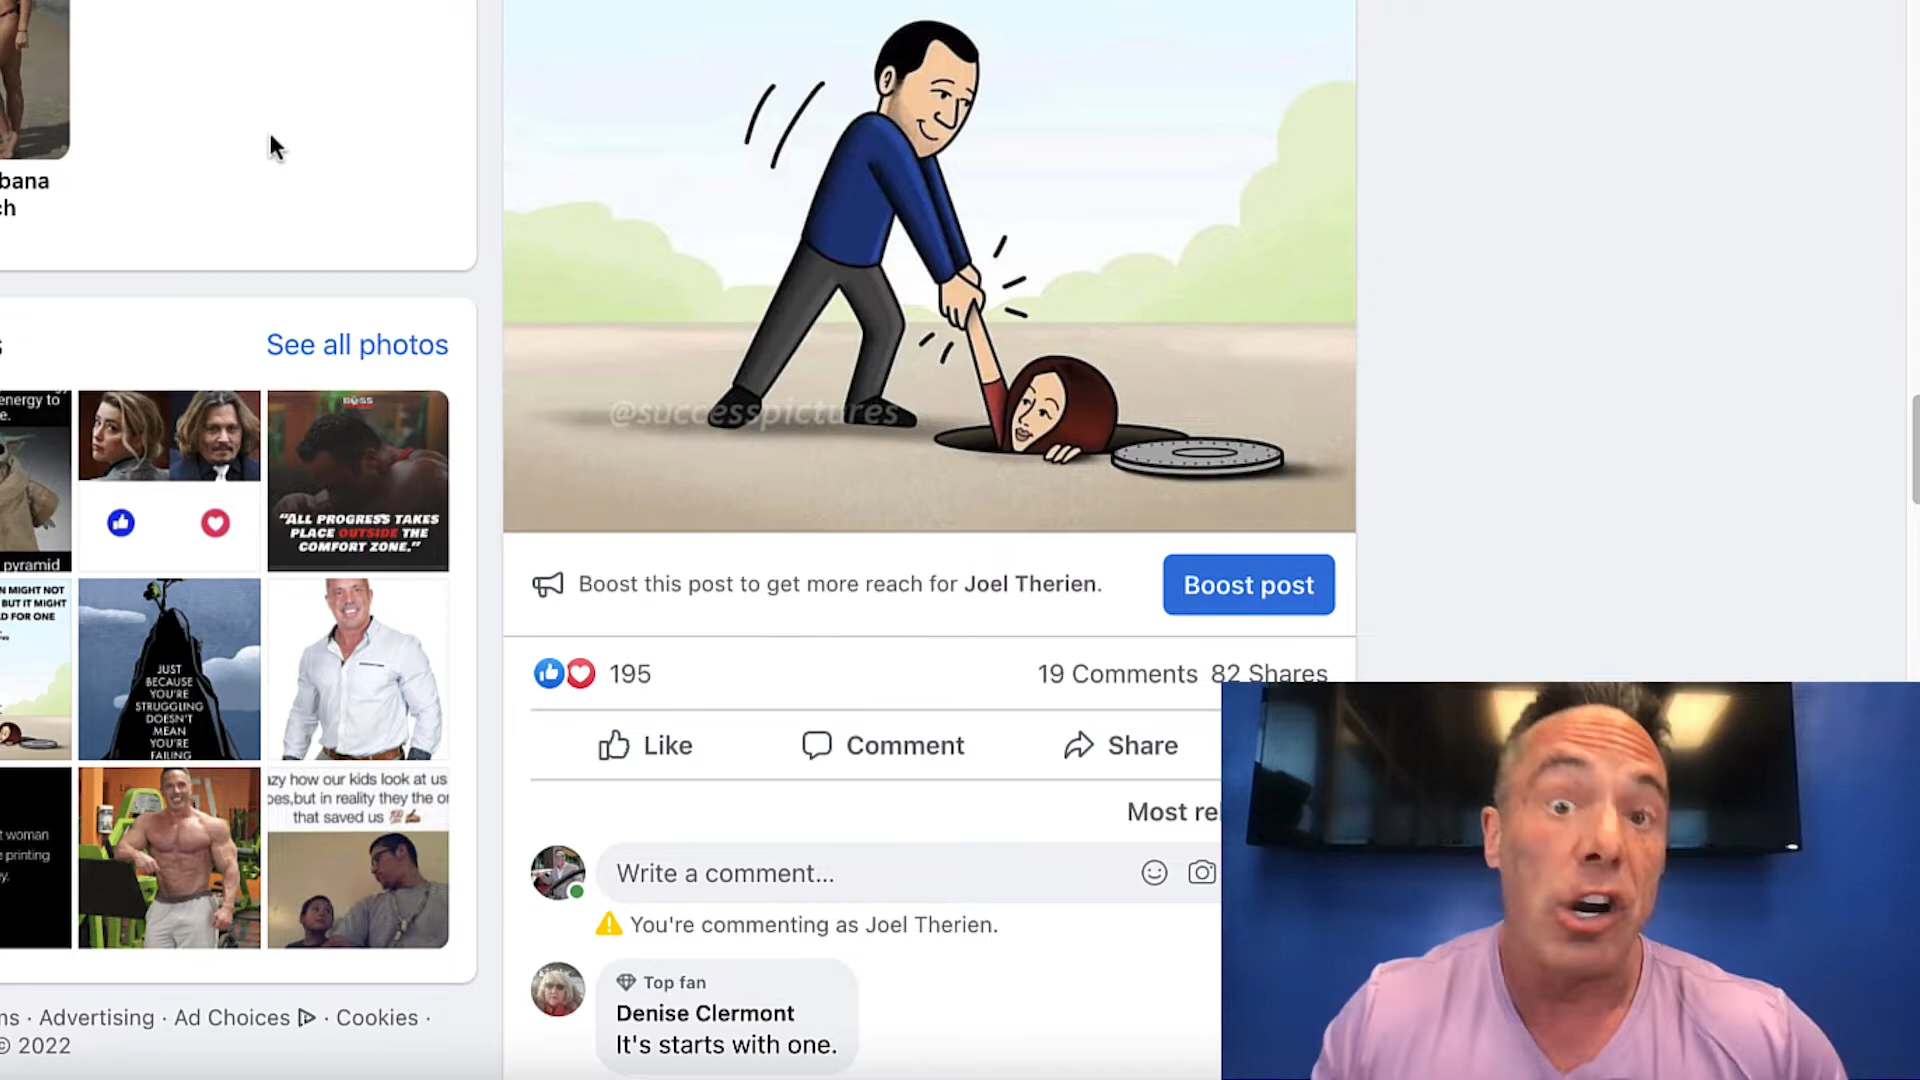 bana
ch
s
See all photos
energy to
e.
pyramid
BOSS
“ALL PROGRESS TAKES
PLACE OUTSIDE THE
COMFORT ZONE.”
N MIGHT NOT
BUT IT MIGHT
D FOR ONE
JUST
BECAUSE
YOU'RE
STRUGGLING
DOESN'T
MEAN
YOU'RE
FAILING
t woman
e printing
y.
azy how our kids look at us
oes,but in reality they the or
that saved us 💯✍🏽
ms · Advertising · Ad Choices · Cookies ·
© 2022
@successpictures
Boost this post to get more reach for Joel Therien.
Boost post
195
19 Comments 82 Shares
Like
Comment
Share
Most re
Write a comment...
You're commenting as Joel Therien.
Top fan
Denise Clermont
It's starts with one.